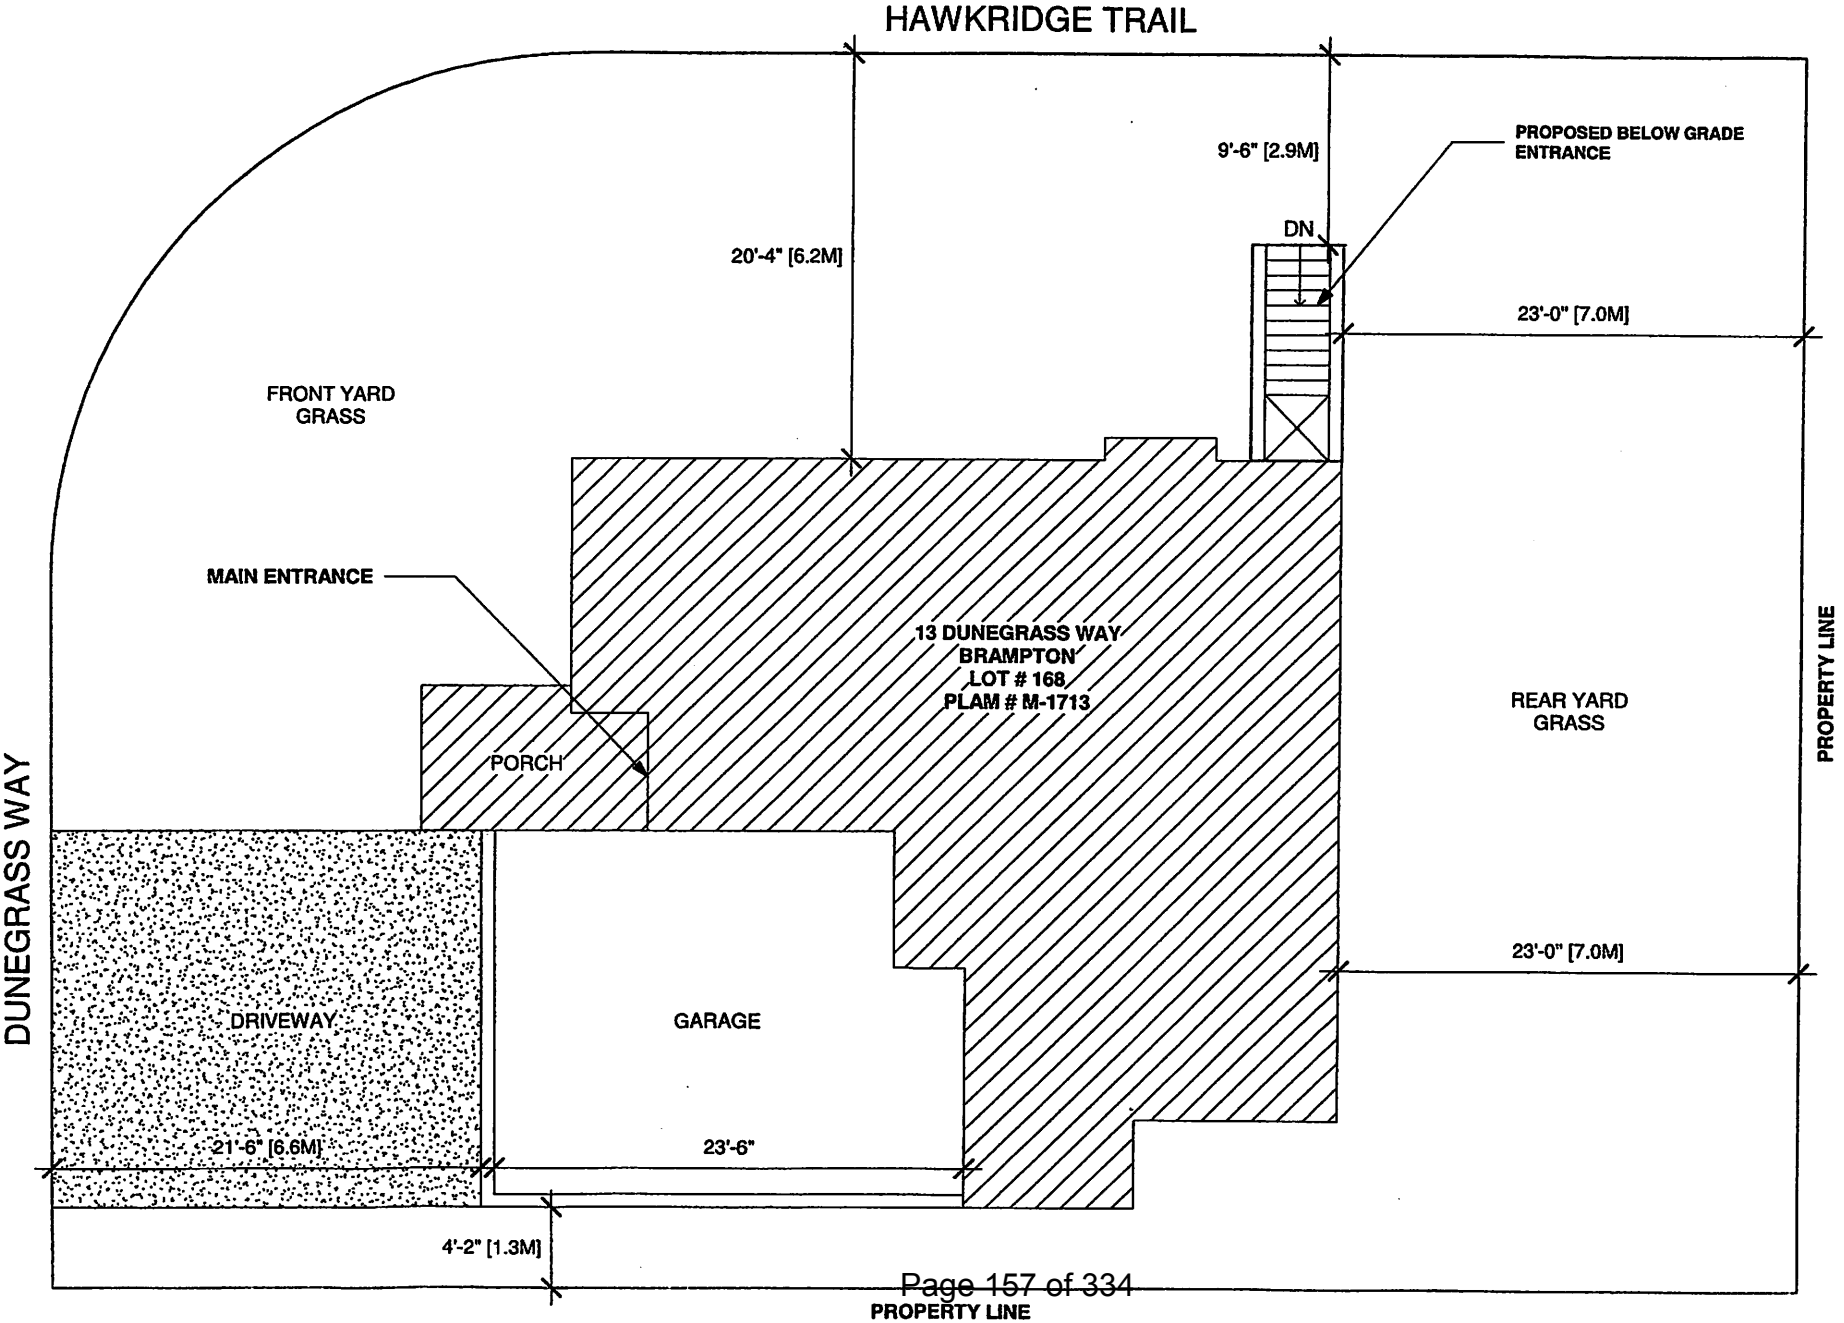 HAWKRIDGE TRAIL
PROPOSED BELOW GRADE
ENTRANCE
9'-6" [2.9M]
DN
20'-4" [6.2M]
23'-0" [7.0M]
FRONT YARD
GRASS
MAIN ENTRANCE
13 DUNEGRASS WAY
BRAMPTON
LOT # 168
PLAM # M-1713
PROPERTY LINE
REAR YARD
GRASS
PORCH
DUNEGRASS WAY
23'-0" [7.0M]
DRIVEWAY
GARAGE
21'-6" [6.6M]
23'-6"
4'-2" [1.3M]
Page 157 of 334
PROPERTY LINE